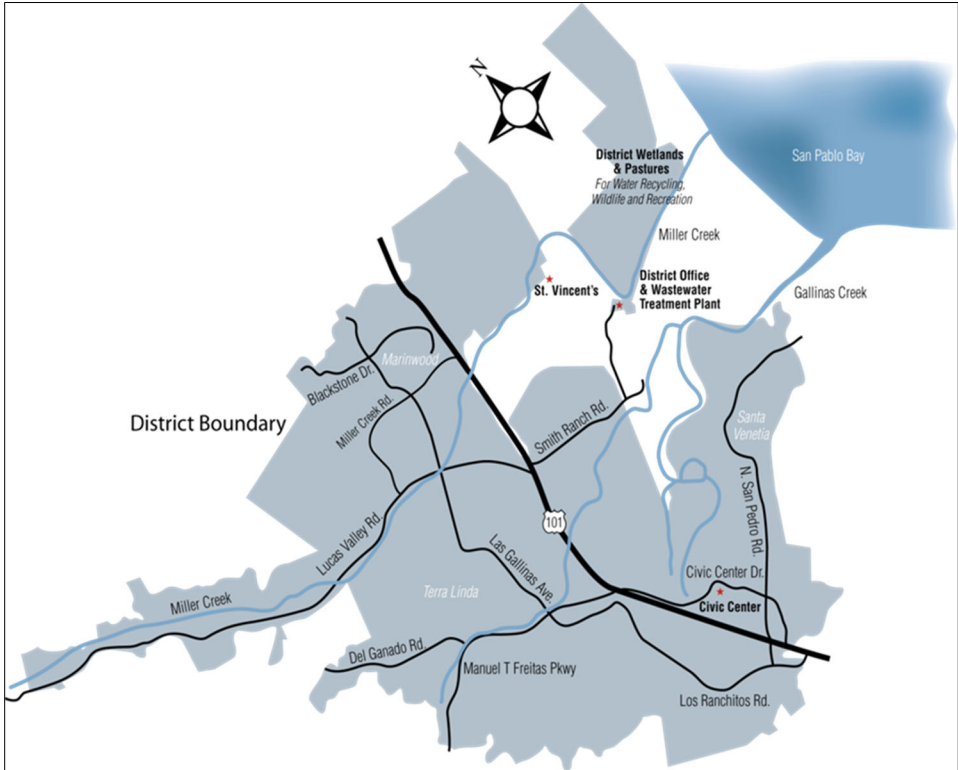 N
District Wetlands
& Pastures
For Water Recycling,
Wildlife and Recreation
San Pablo Bay
Miller Creek
St. Vincent's
District Office
& Wastewater
Treatment Plant
Gallinas Creek
Marinwood
Blackstone Dr.
Miller Creek Rd.
District Boundary
Smith Ranch Rd.
Santa
Venetia
N. San Pedro Rd.
101
Lucas Valley Rd.
Las Gallinas Ave.
Civic Center Dr.
Civic Center
Terra Linda
Miller Creek
Del Ganado Rd.
Manuel T Freitas Pkwy
Los Ranchitos Rd.